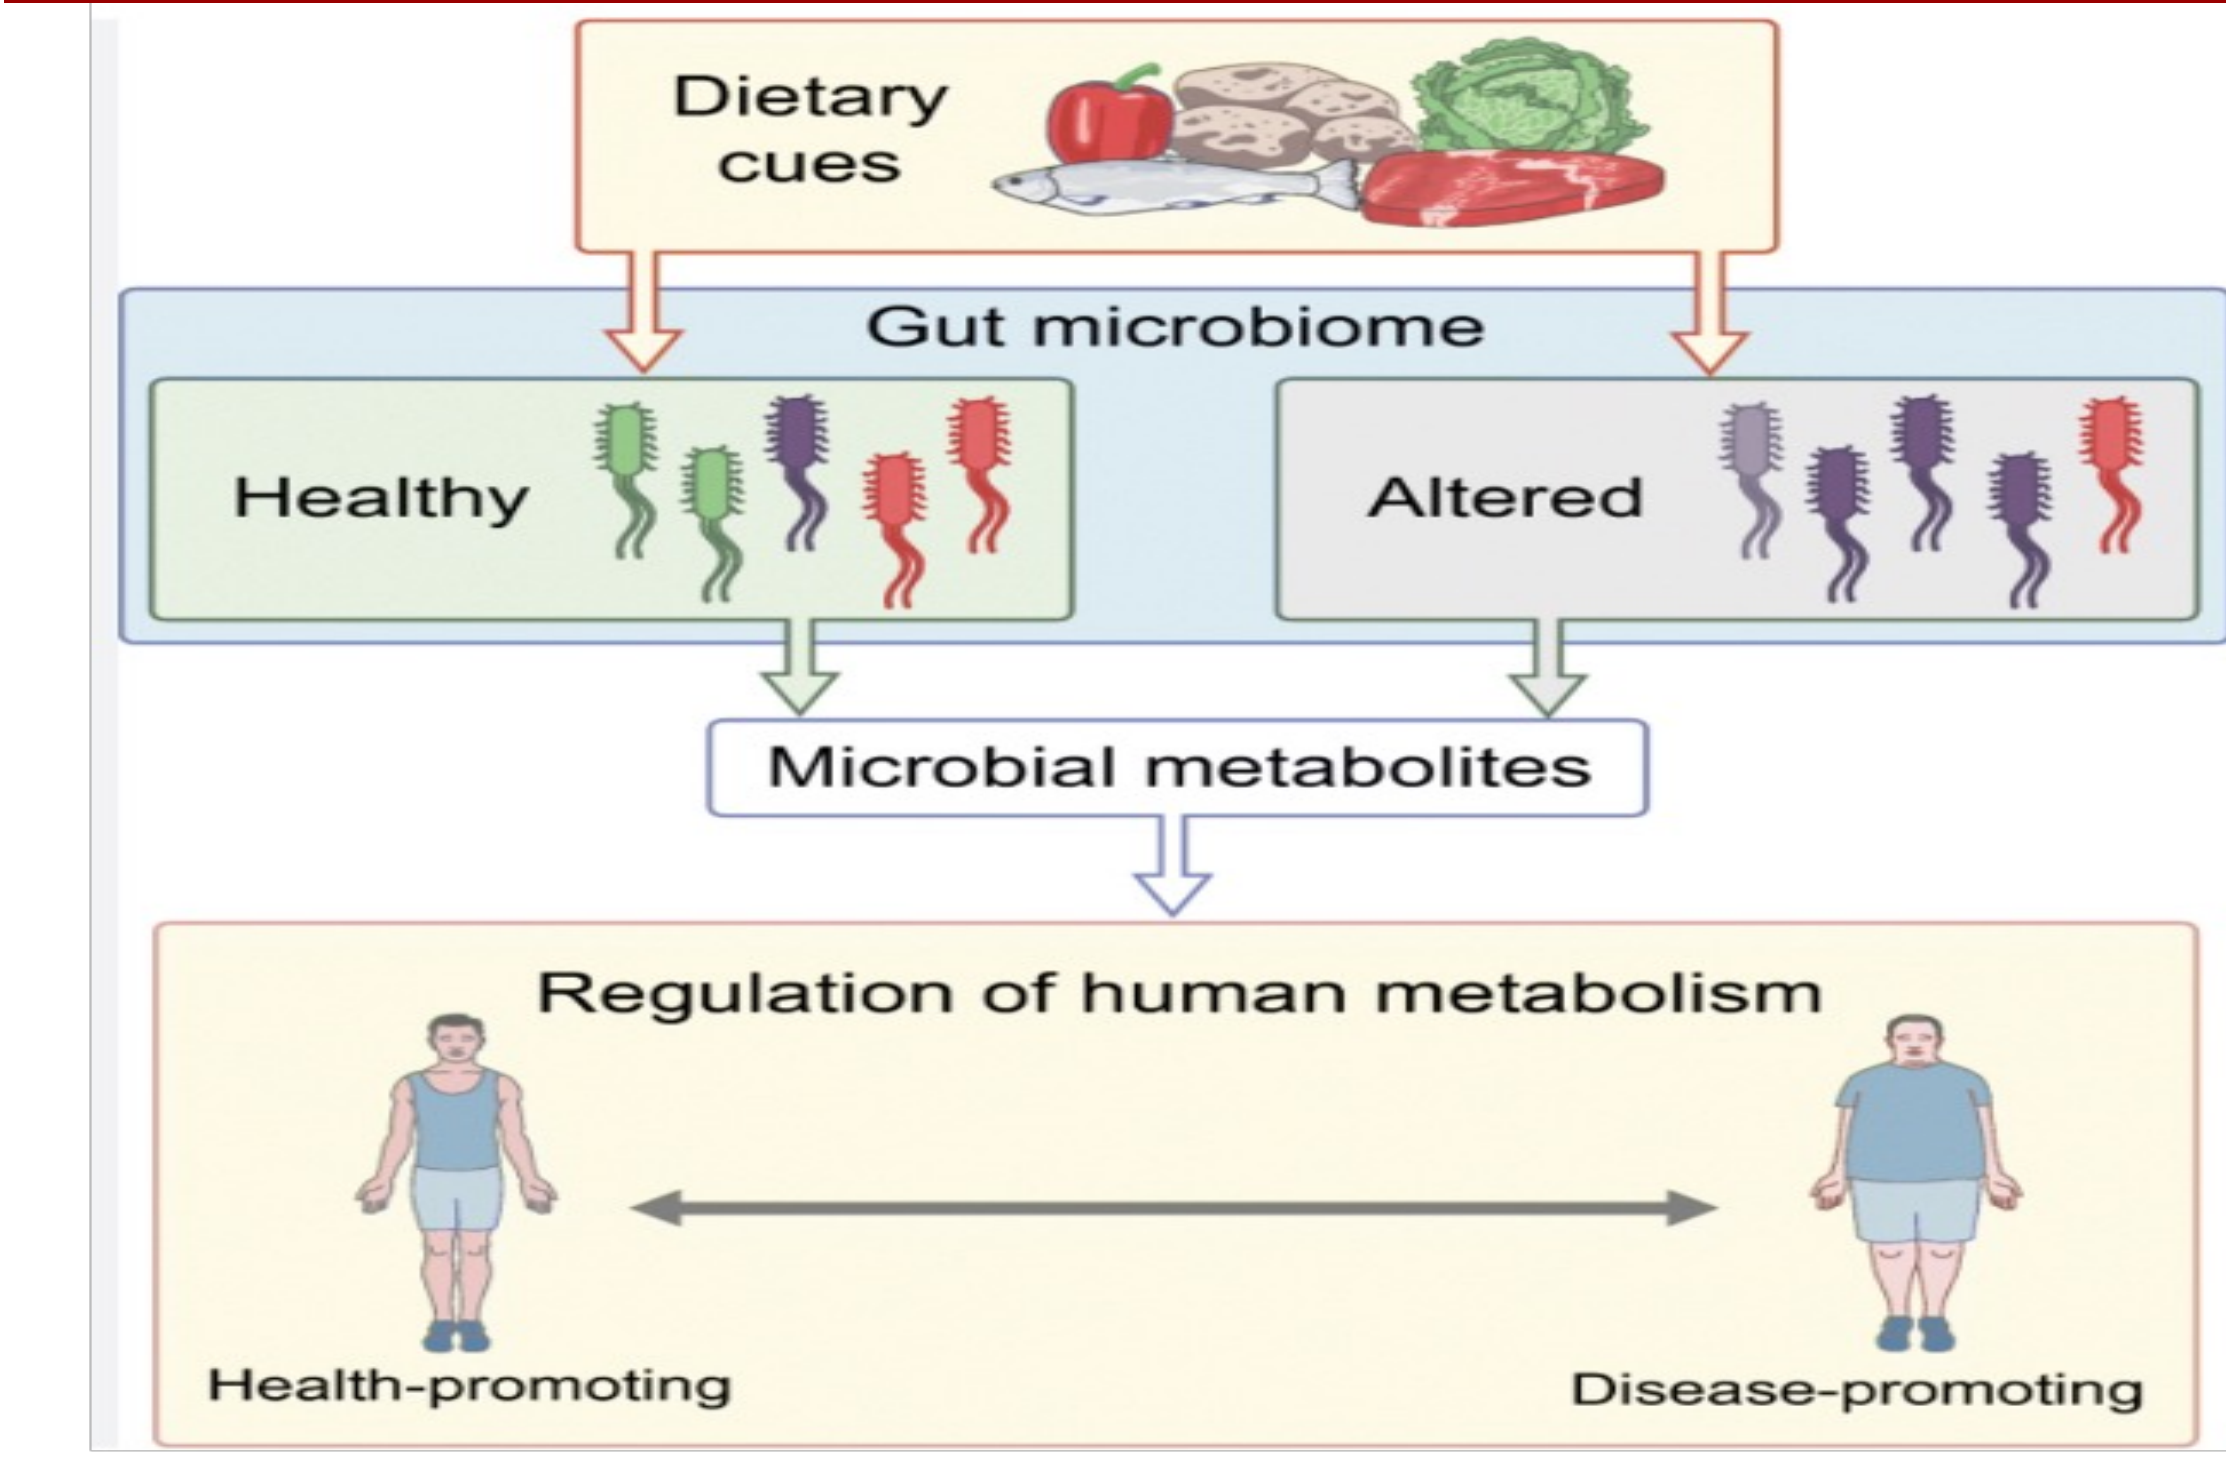 Dietary
cues
Gut microbiome
Healthy
Altered
Microbial metabolites
Regulation of human metabolism
Health-promoting
Disease-promoting